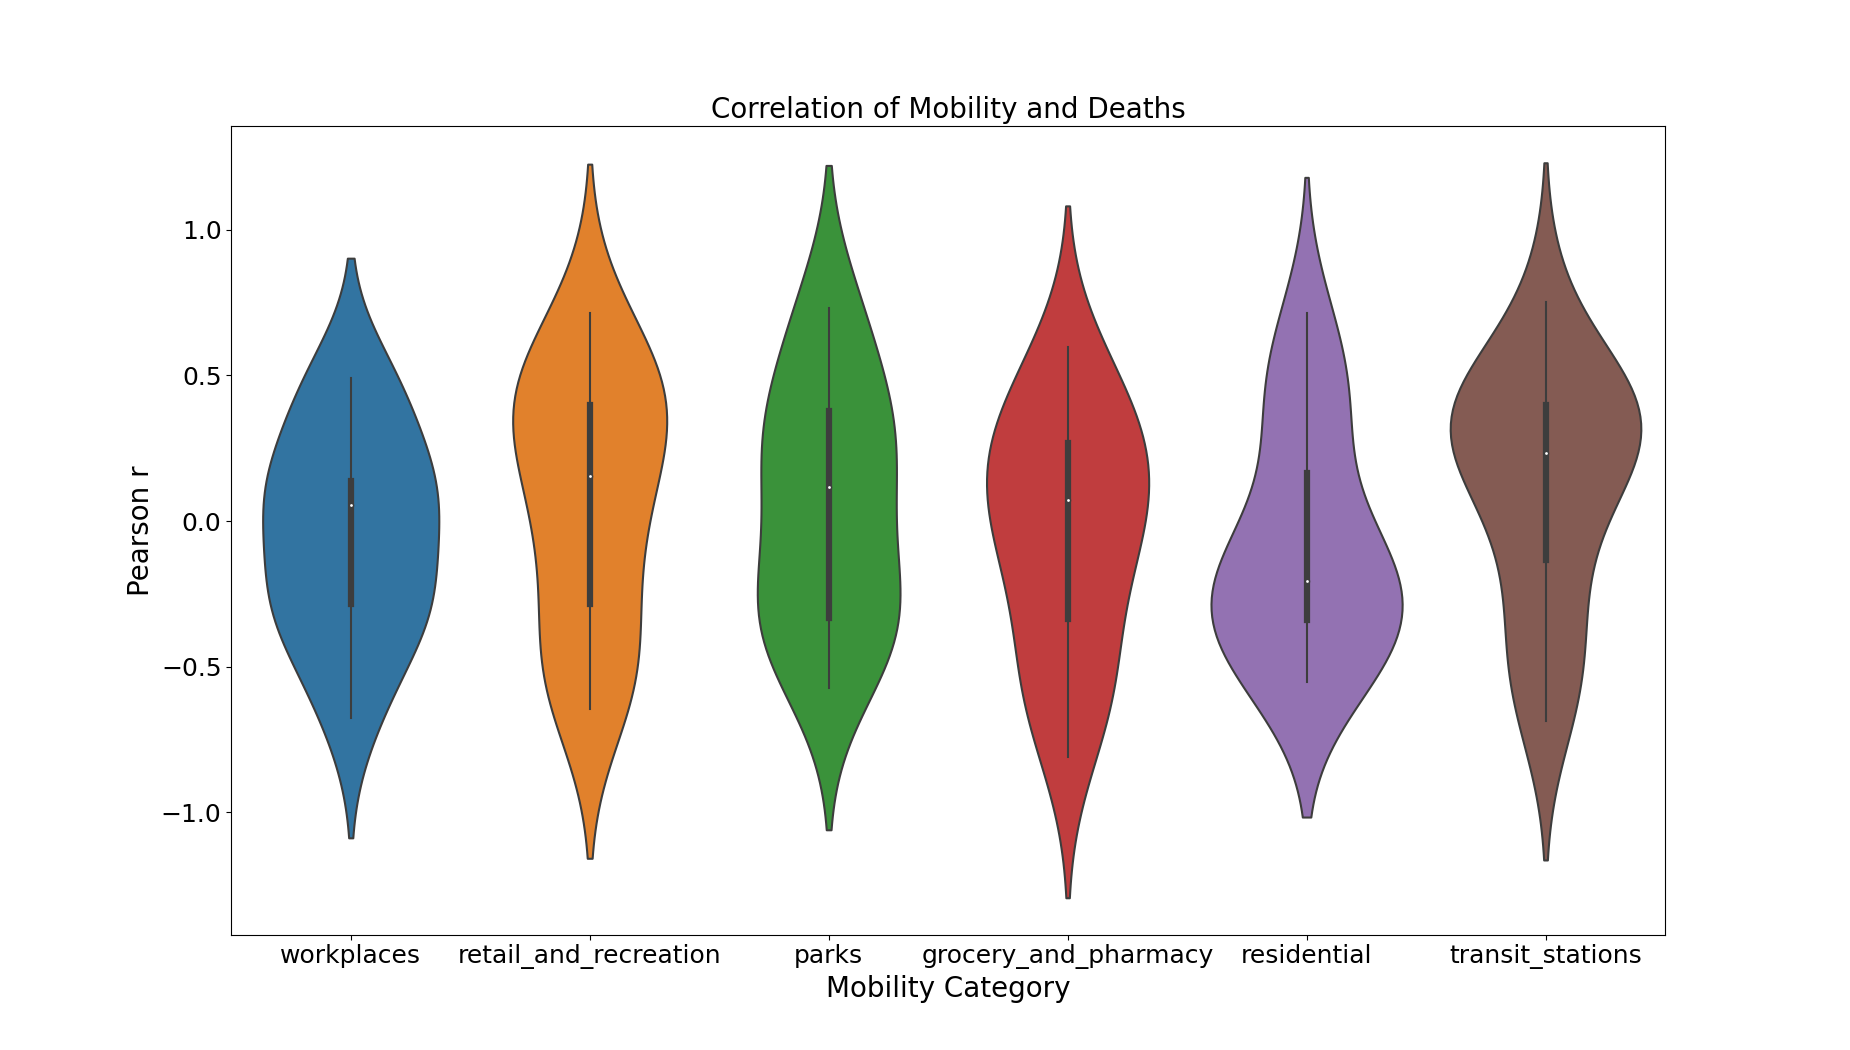 Correlation of Mobility and Deaths
Pearson r
1.0
0.5
0.0
−0.5
−1.0
workplaces retail_and_recreation parks grocery_and_pharmacy residential transit_stations
Mobility Category